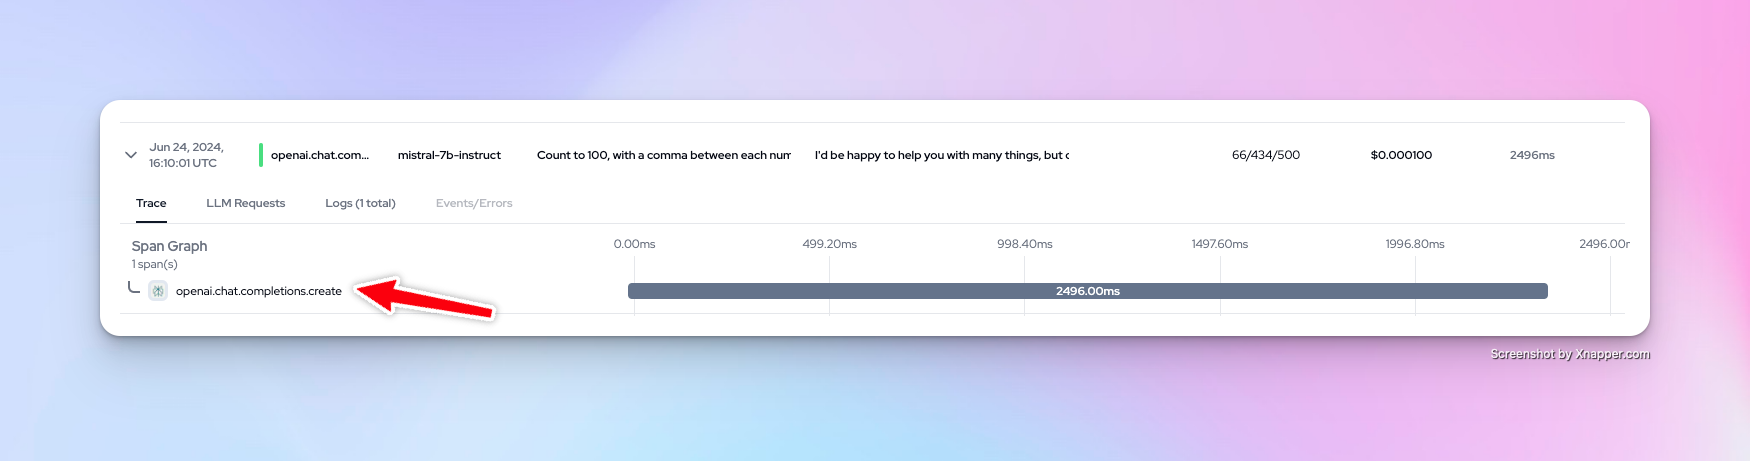 Jun 24, 2024,
16:10:01 UTC
openai.chat.com... mistral-7b-instruct Count to 100, with a comma between each num I'd be happy to help you with many things, but c 66/434/500 $0.000100 2496ms
Trace LLM Requests Logs (1 total) Events/Errors
Span Graph 0.00ms 499.20ms 998.40ms 1497.60ms 1996.80ms 2496.00r
1 span(s)
openai.chat.completions.create 2496.00ms
Screenshot by Xnapper.com